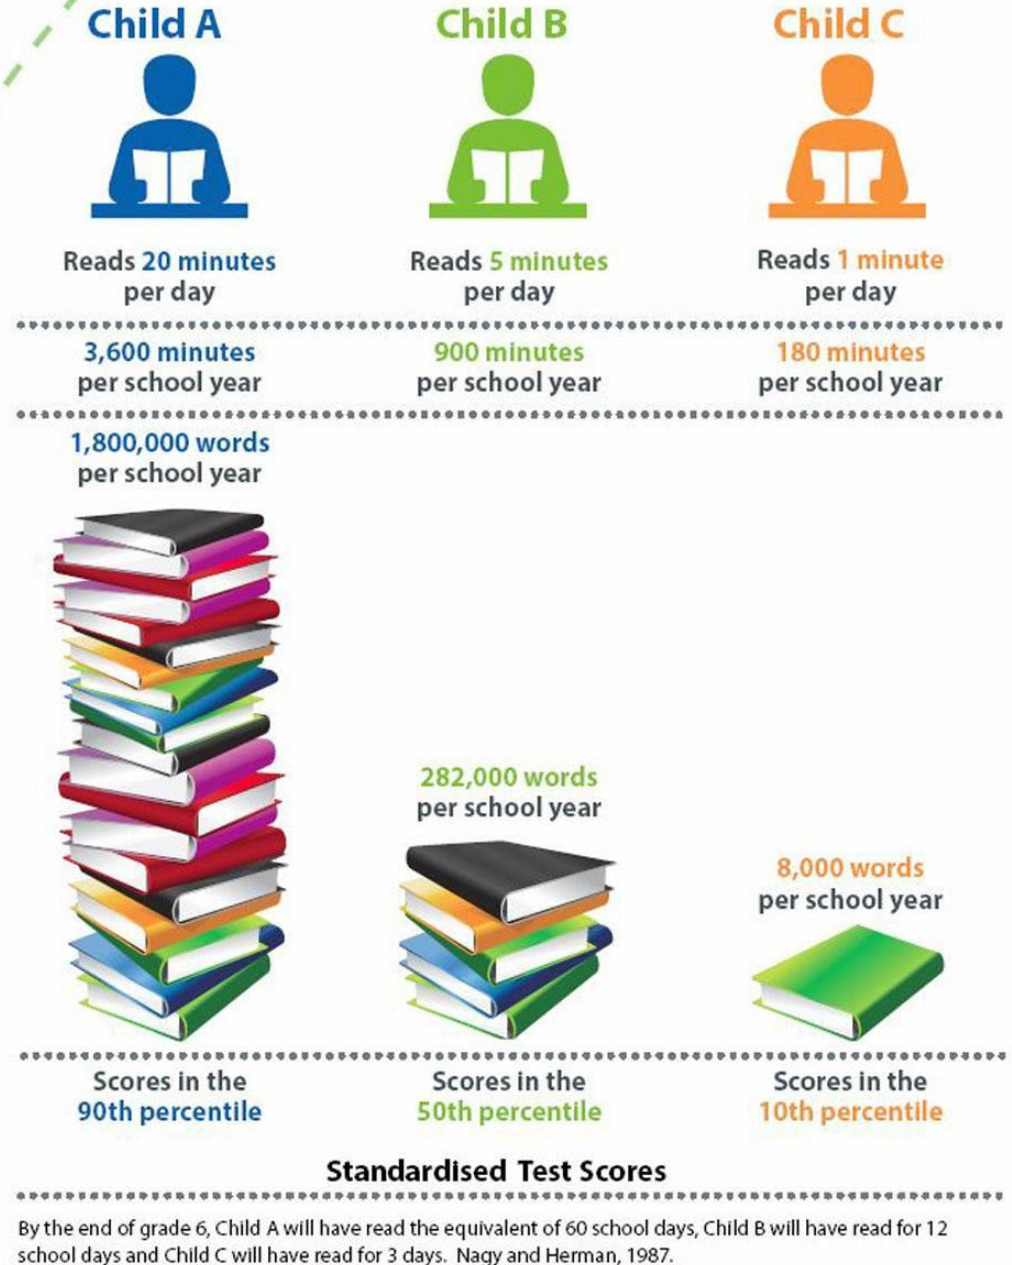 Child A
Child B
Child C
Reads 20 minutes
per day
Reads 5 minutes
per day
Reads 1 minute
per day
3,600 minutes
per school year
900 minutes
per school year
180 minutes
per school year
1,800,000 words
per school year
282,000 words
per school year
8,000 words
per school year
Scores in the
90th percentile
Scores in the
50th percentile
Scores in the
10th percentile
Standardised Test Scores
By the end of grade 6, Child A will have read the equivalent of 60 school days, Child B will have read for 12
school days and Child C will have read for 3 days. Nagy and Herman, 1987.